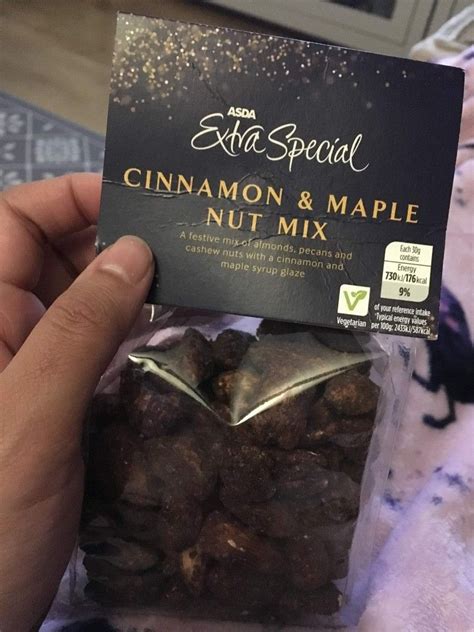 ASDA
Extra Special
CINNAMON & MAPLE
NUT MIX
A festive mix of almonds, pecans and
cashew nuts with a cinnamon and
maple syrup glaze
Each 30g
contains
Energy
730kJ/176kcal
9%
of your reference intake
Typical energy values
per 100g: 2433kJ/587kcal
V
Vegetarian